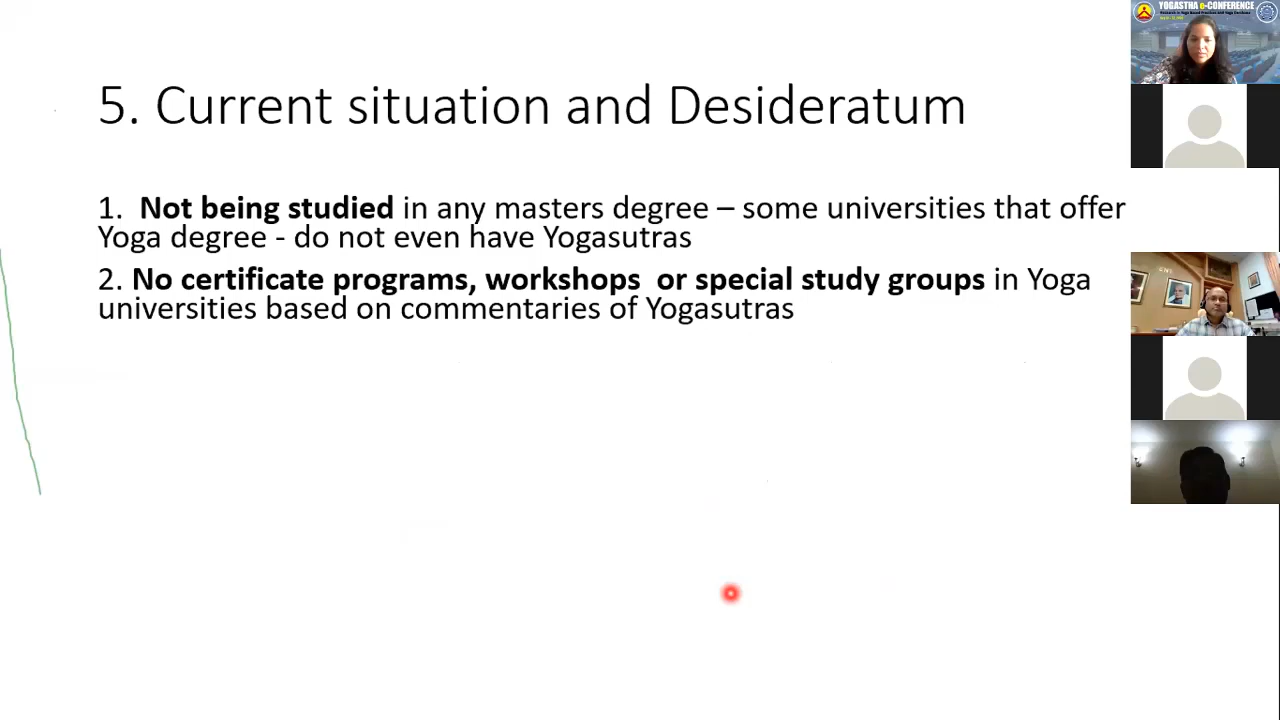 YOGASTHA e-CONFERENCE
5. Current situation and Desideratum
1. Not being studied in any masters degree – some universities that offer
Yoga degree - do not even have Yogasutras
2. No certificate programs, workshops or special study groups in Yoga
universities based on commentaries of Yogasutras